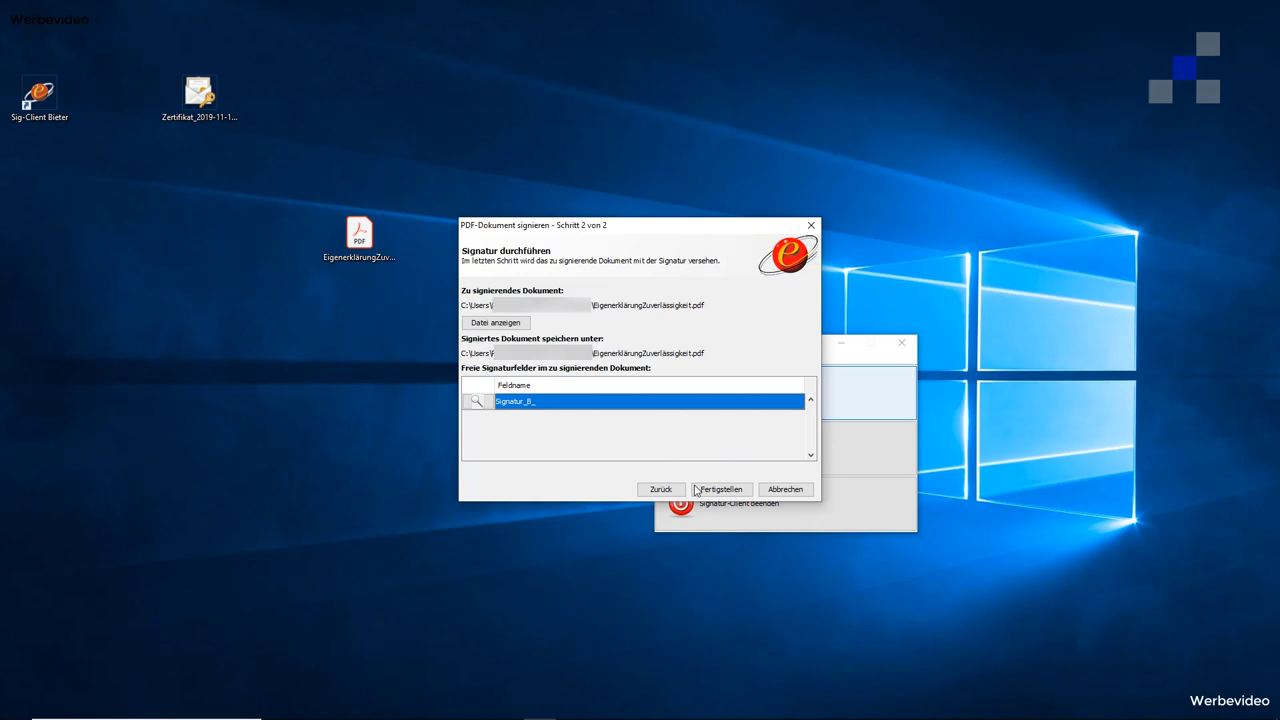 Werbevideo
Sig-Client Bieter
Zertifikat_2019-11-1...
EigenerklärungZuv...
PDF-Dokument signieren - Schritt 2 von 2
Signatur durchführen
Im letzten Schritt wird das zu signierende Dokument mit der Signatur versehen.
Zu signierendes Dokument:
C:\Users\ \EigenerklärungZuverlässigkeit.pdf
Datei anzeigen
Signiertes Dokument speichern unter:
C:\Users\ \EigenerklärungZuverlässigkeit.pdf
Freie Signaturfelder im zu signierenden Dokument:
Feldname
Signatur_B_
Zurück
Fertigstellen
Abbrechen
Signatur-Client beenden
Werbevideo